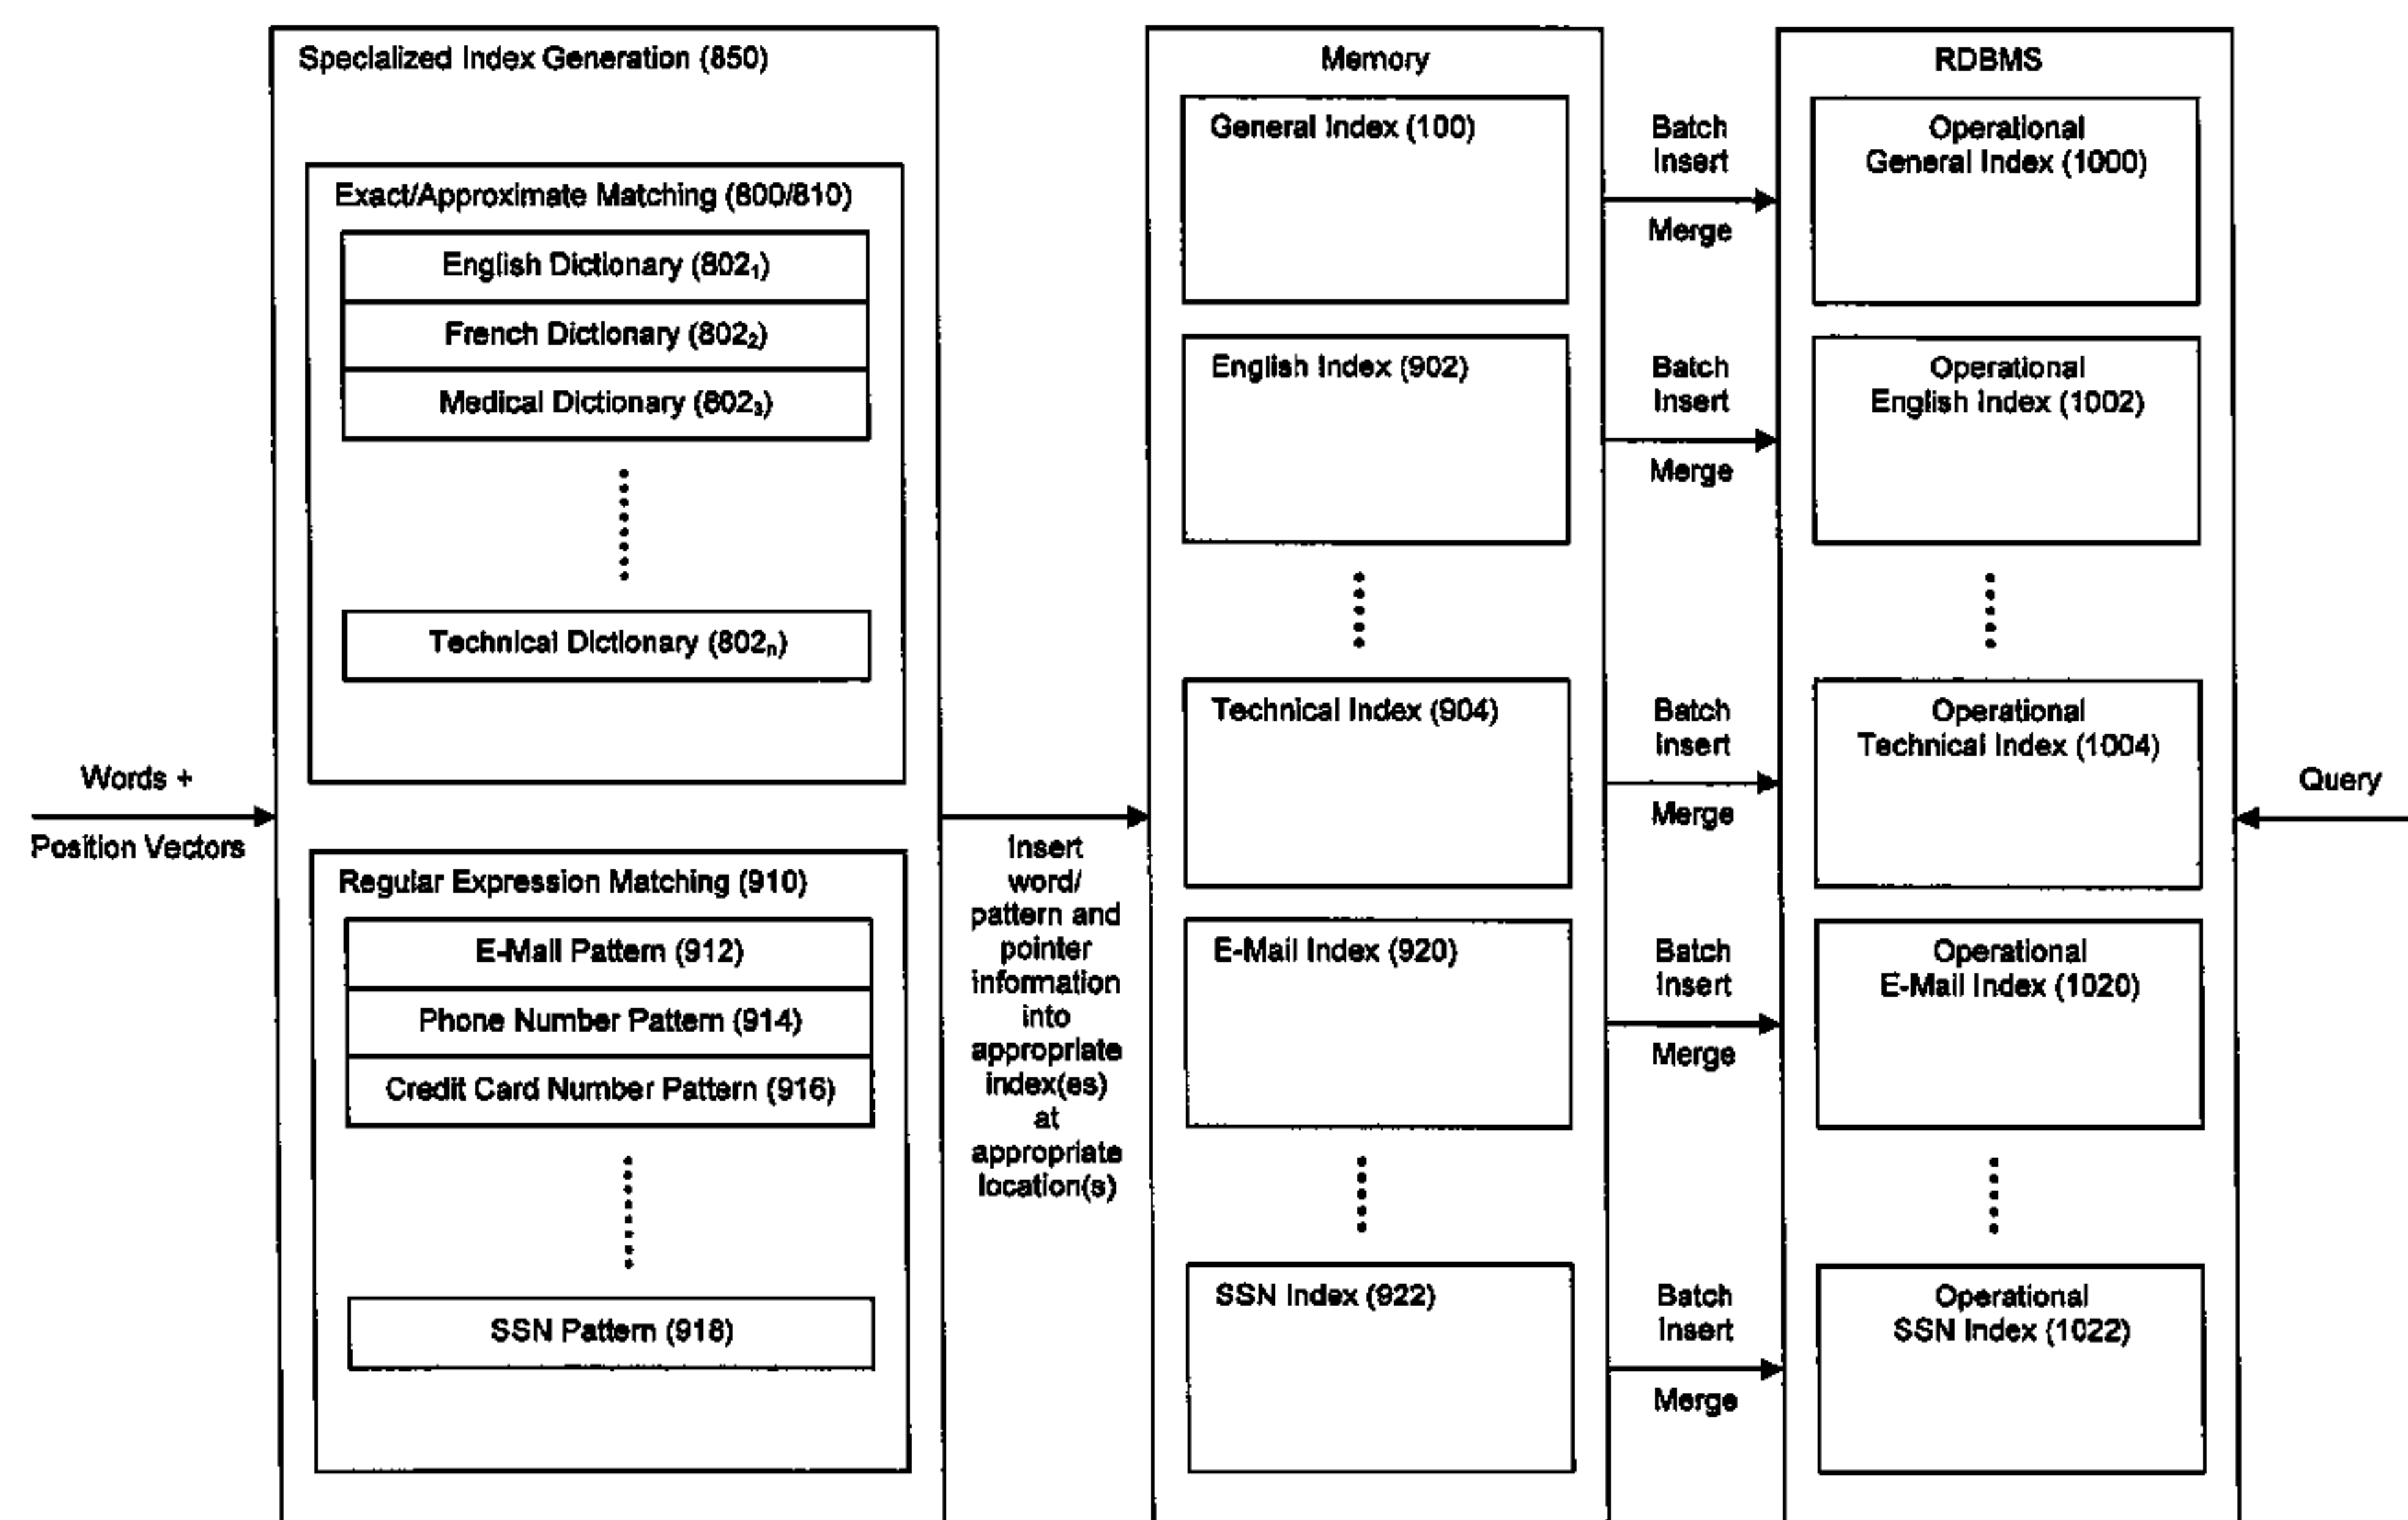 Specialized Index Generation (850)
Exact/Approximate Matching (800/810)
English Dictionary (802₁)
French Dictionary (802₂)
Medical Dictionary (802₃)
Technical Dictionary (802ₙ)
Words +
Position Vectors
Regular Expression Matching (910)
E-Mail Pattern (912)
Phone Number Pattern (914)
Credit Card Number Pattern (916)
SSN Pattern (918)
Insert
word/
pattern and
pointer
information
into
appropriate
index(es)
at
appropriate
location(s)
Memory
General Index (100)
English Index (902)
Technical Index (904)
E-Mail Index (920)
SSN Index (922)
Batch
Insert
Merge
Batch
Insert
Merge
Batch
Insert
Merge
Batch
Insert
Merge
Batch
Insert
Merge
RDBMS
Operational
General Index (1000)
Operational
English Index (1002)
Operational
Technical Index (1004)
Operational
E-Mail Index (1020)
Operational
SSN Index (1022)
Query